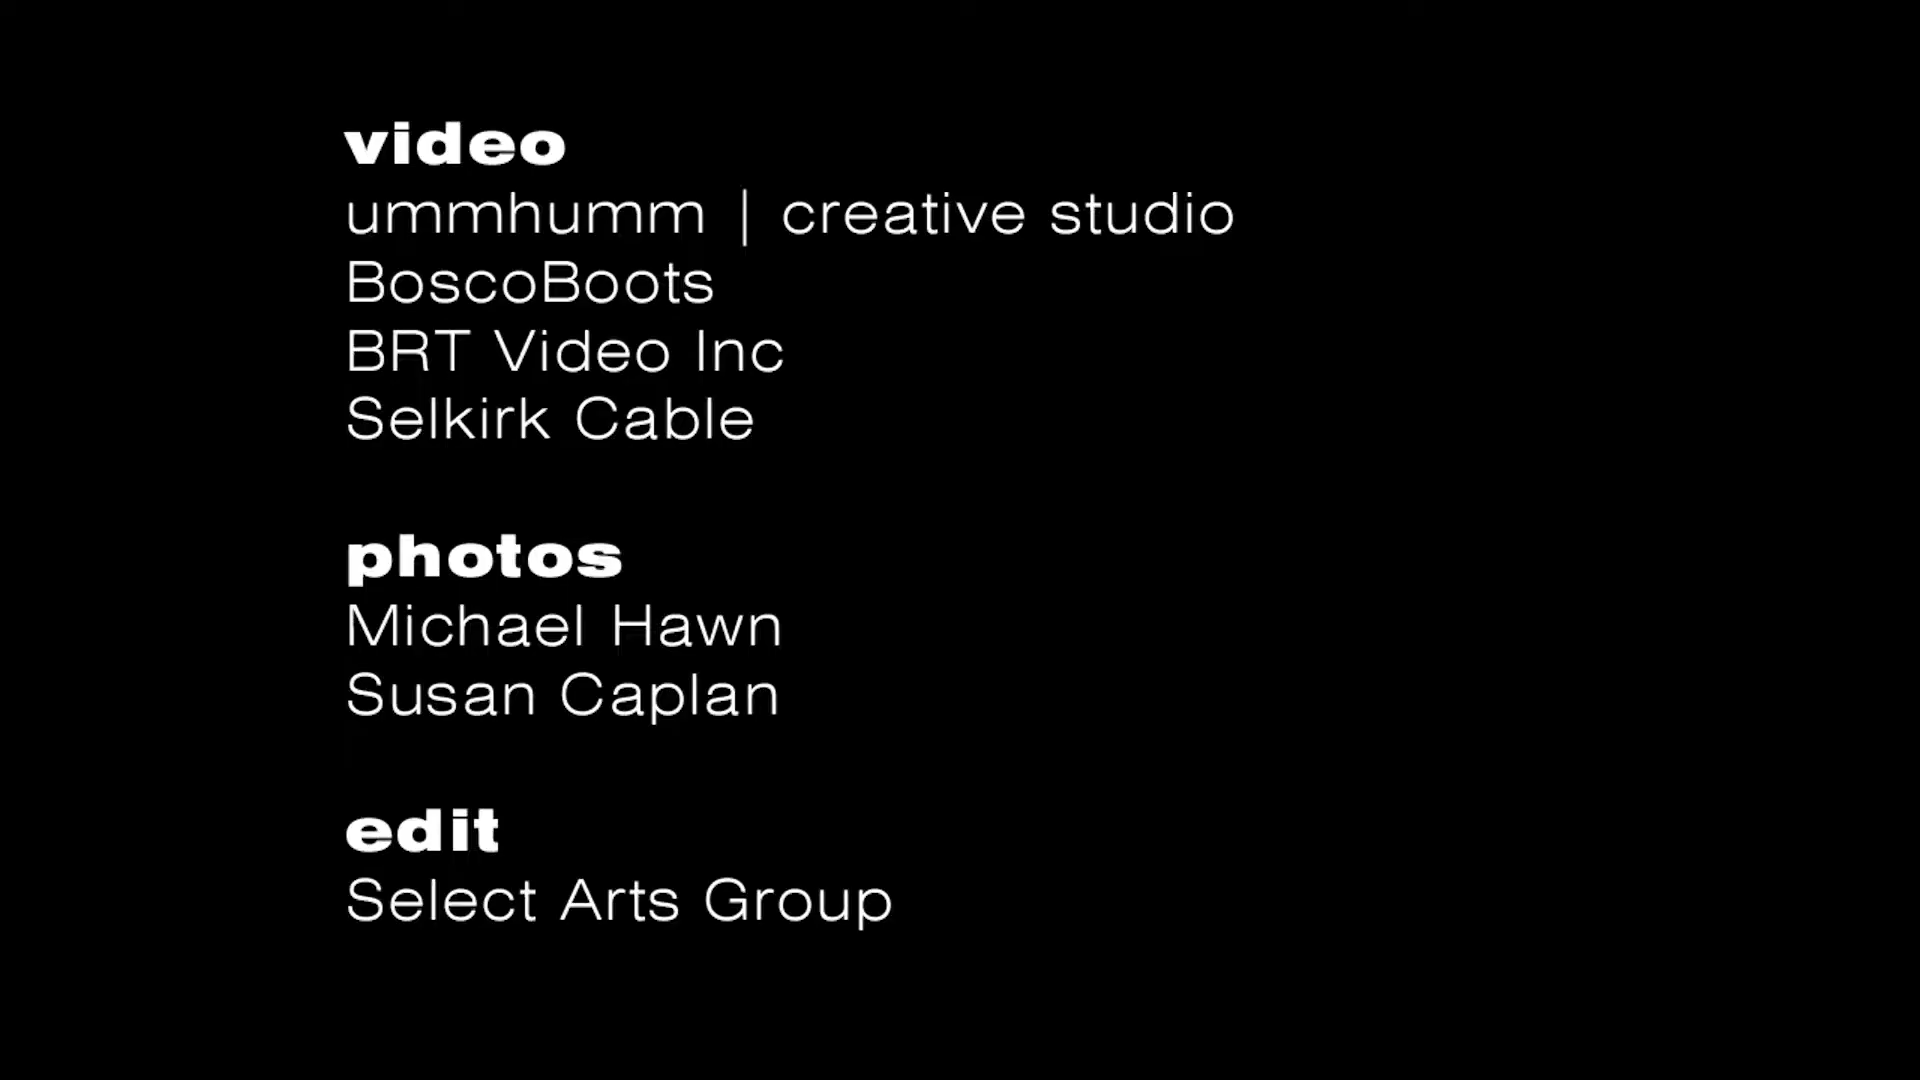 video
ummhumm | creative studio
BoscoBoots
BRT Video Inc
Selkirk Cable
photos
Michael Hawn
Susan Caplan
edit
Select Arts Group